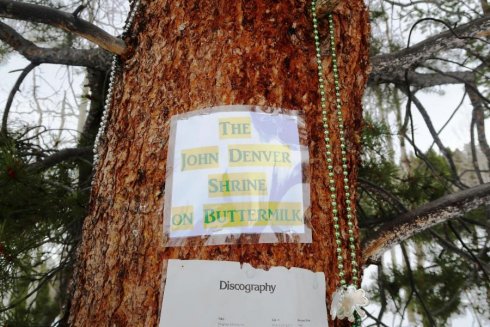 The
John Denver
Shrine
on Buttermilk
Discography